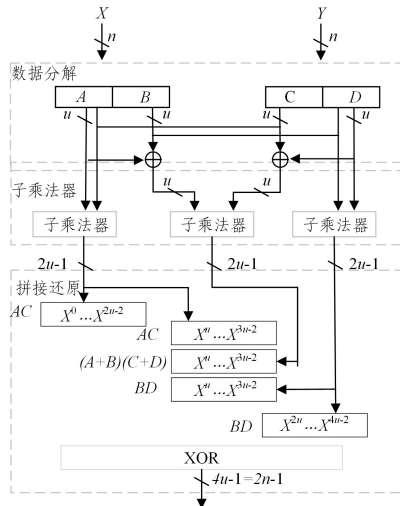 X Y
n n
数据分解
A B C D
u u u u
u u
子乘法器
子乘法器 子乘法器 子乘法器
2u-1 2u-1 2u-1
拼接还原
AC X⁰...X²ᵘ⁻²
AC Xᵘ...X³ᵘ⁻²
(A+B)(C+D) Xᵘ...X³ᵘ⁻²
BD Xᵘ...X³ᵘ⁻²
BD X²ᵘ...X⁴ᵘ⁻²
XOR
4u-1=2n-1